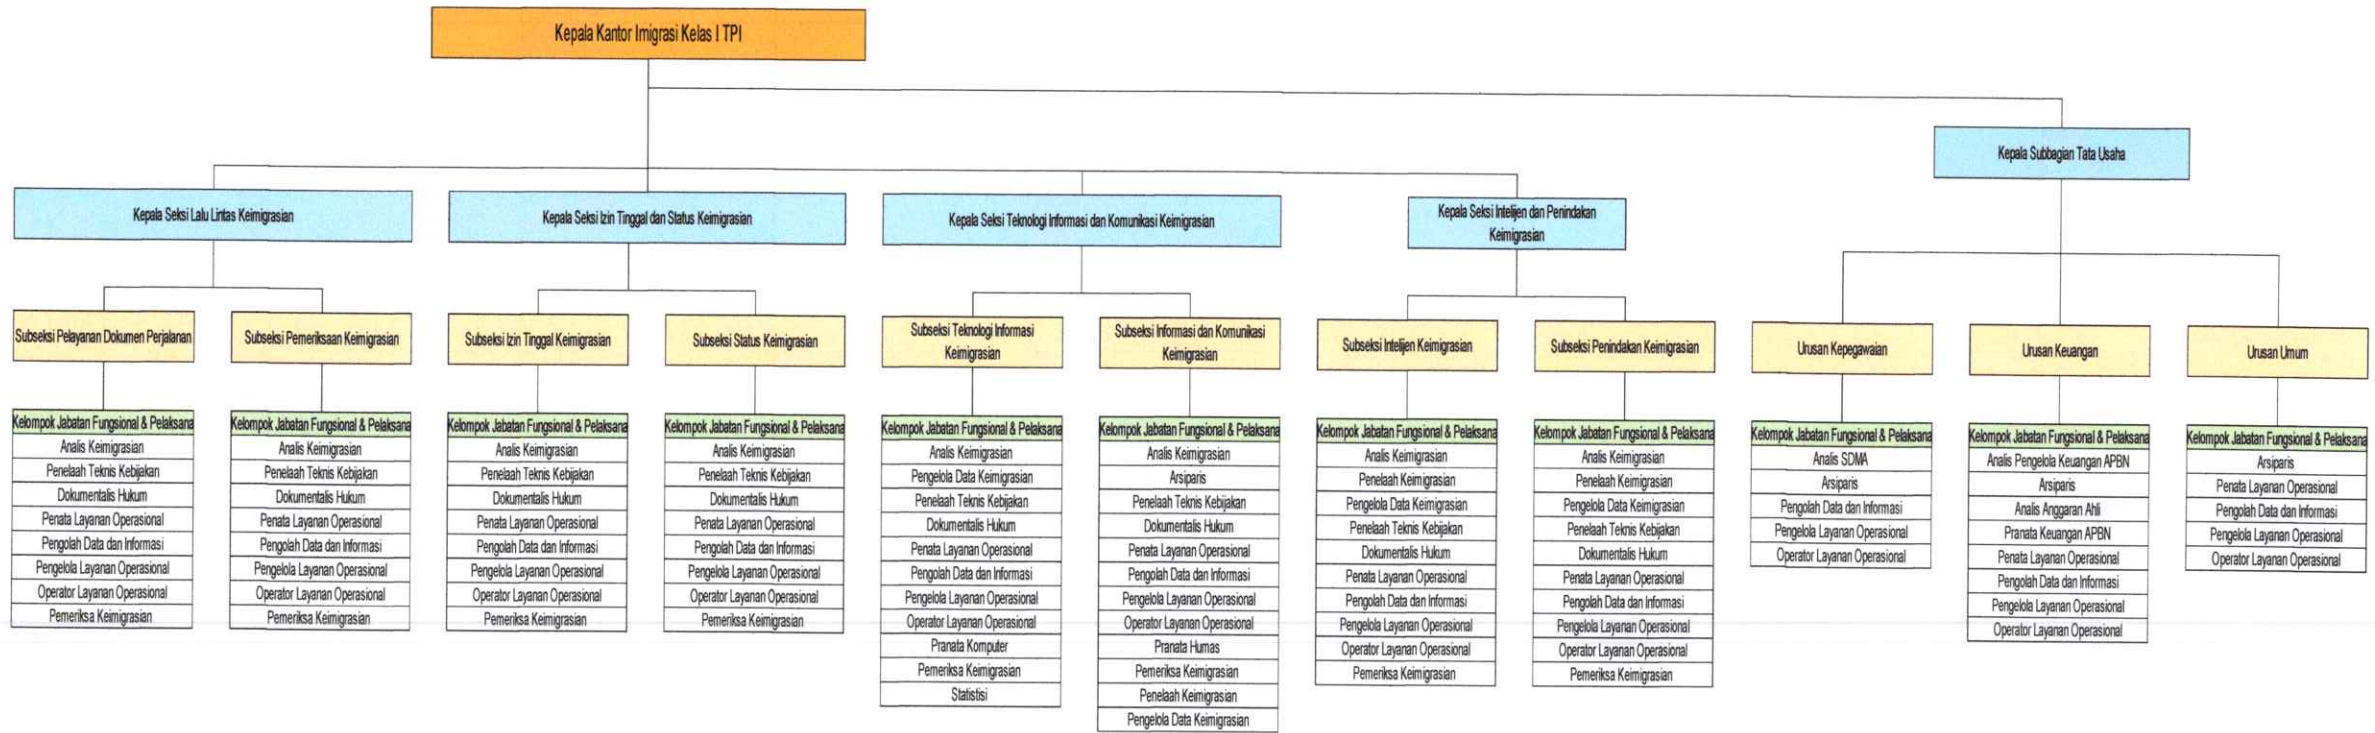 Kepala Kantor Imigrasi Kelas I TPI
Kepala Subbagian Tata Usaha
Kepala Seksi Lalu Lintas Keimigrasian
Kepala Seksi Izin Tinggal dan Status Keimigrasian
Kepala Seksi Teknologi Informasi dan Komunikasi Keimigrasian
Kepala Seksi Intelijen dan Penindakan
Keimigrasian
Subseksi Pelayanan Dokumen Perjalanan
Kelompok Jabatan Fungsional & Pelaksana
Analis Keimigrasian
Penelaah Teknis Kebijakan
Dokumentalis Hukum
Penata Layanan Operasional
Pengolah Data dan Informasi
Pengelola Layanan Operasional
Operator Layanan Operasional
Pemeriksa Keimigrasian
Subseksi Pemeriksaan Keimigrasian
Kelompok Jabatan Fungsional & Pelaksana
Analis Keimigrasian
Penelaah Teknis Kebijakan
Dokumentalis Hukum
Penata Layanan Operasional
Pengolah Data dan Informasi
Pengelola Layanan Operasional
Operator Layanan Operasional
Pemeriksa Keimigrasian
Subseksi Izin Tinggal Keimigrasian
Kelompok Jabatan Fungsional & Pelaksana
Analis Keimigrasian
Penelaah Teknis Kebijakan
Dokumentalis Hukum
Penata Layanan Operasional
Pengolah Data dan Informasi
Pengelola Layanan Operasional
Operator Layanan Operasional
Pemeriksa Keimigrasian
Subseksi Status Keimigrasian
Kelompok Jabatan Fungsional & Pelaksana
Analis Keimigrasian
Penelaah Teknis Kebijakan
Dokumentalis Hukum
Penata Layanan Operasional
Pengolah Data dan Informasi
Pengelola Layanan Operasional
Operator Layanan Operasional
Pemeriksa Keimigrasian
Subseksi Teknologi Informasi
Keimigrasian
Kelompok Jabatan Fungsional & Pelaksana
Analis Keimigrasian
Pengelola Data Keimigrasian
Penelaah Teknis Kebijakan
Dokumentalis Hukum
Penata Layanan Operasional
Pengolah Data dan Informasi
Pengelola Layanan Operasional
Operator Layanan Operasional
Pranata Komputer
Pemeriksa Keimigrasian
Statistisi
Subseksi Informasi dan Komunikasi
Keimigrasian
Kelompok Jabatan Fungsional & Pelaksana
Analis Keimigrasian
Arsiparis
Penelaah Teknis Kebijakan
Dokumentalis Hukum
Penata Layanan Operasional
Pengolah Data dan Informasi
Pengelola Layanan Operasional
Operator Layanan Operasional
Pranata Humas
Pemeriksa Keimigrasian
Penelaah Keimigrasian
Pengelola Data Keimigrasian
Subseksi Intelijen Keimigrasian
Kelompok Jabatan Fungsional & Pelaksana
Analis Keimigrasian
Penelaah Keimigrasian
Pengelola Data Keimigrasian
Penelaah Teknis Kebijakan
Dokumentalis Hukum
Penata Layanan Operasional
Pengolah Data dan Informasi
Pengelola Layanan Operasional
Operator Layanan Operasional
Pemeriksa Keimigrasian
Subseksi Penindakan Keimigrasian
Kelompok Jabatan Fungsional & Pelaksana
Analis Keimigrasian
Penelaah Keimigrasian
Pengelola Data Keimigrasian
Penelaah Teknis Kebijakan
Dokumentalis Hukum
Penata Layanan Operasional
Pengolah Data dan Informasi
Pengelola Layanan Operasional
Operator Layanan Operasional
Pemeriksa Keimigrasian
Urusan Kepegawaian
Kelompok Jabatan Fungsional & Pelaksana
Analis SDMA
Arsiparis
Pengolah Data dan Informasi
Pengelola Layanan Operasional
Operator Layanan Operasional
Urusan Keuangan
Kelompok Jabatan Fungsional & Pelaksana
Analis Pengelola Keuangan APBN
Arsiparis
Analis Anggaran Ahli
Pranata Keuangan APBN
Penata Layanan Operasional
Pengolah Data dan Informasi
Pengelola Layanan Operasional
Operator Layanan Operasional
Urusan Umum
Kelompok Jabatan Fungsional & Pelaksana
Arsiparis
Penata Layanan Operasional
Pengolah Data dan Informasi
Pengelola Layanan Operasional
Operator Layanan Operasional